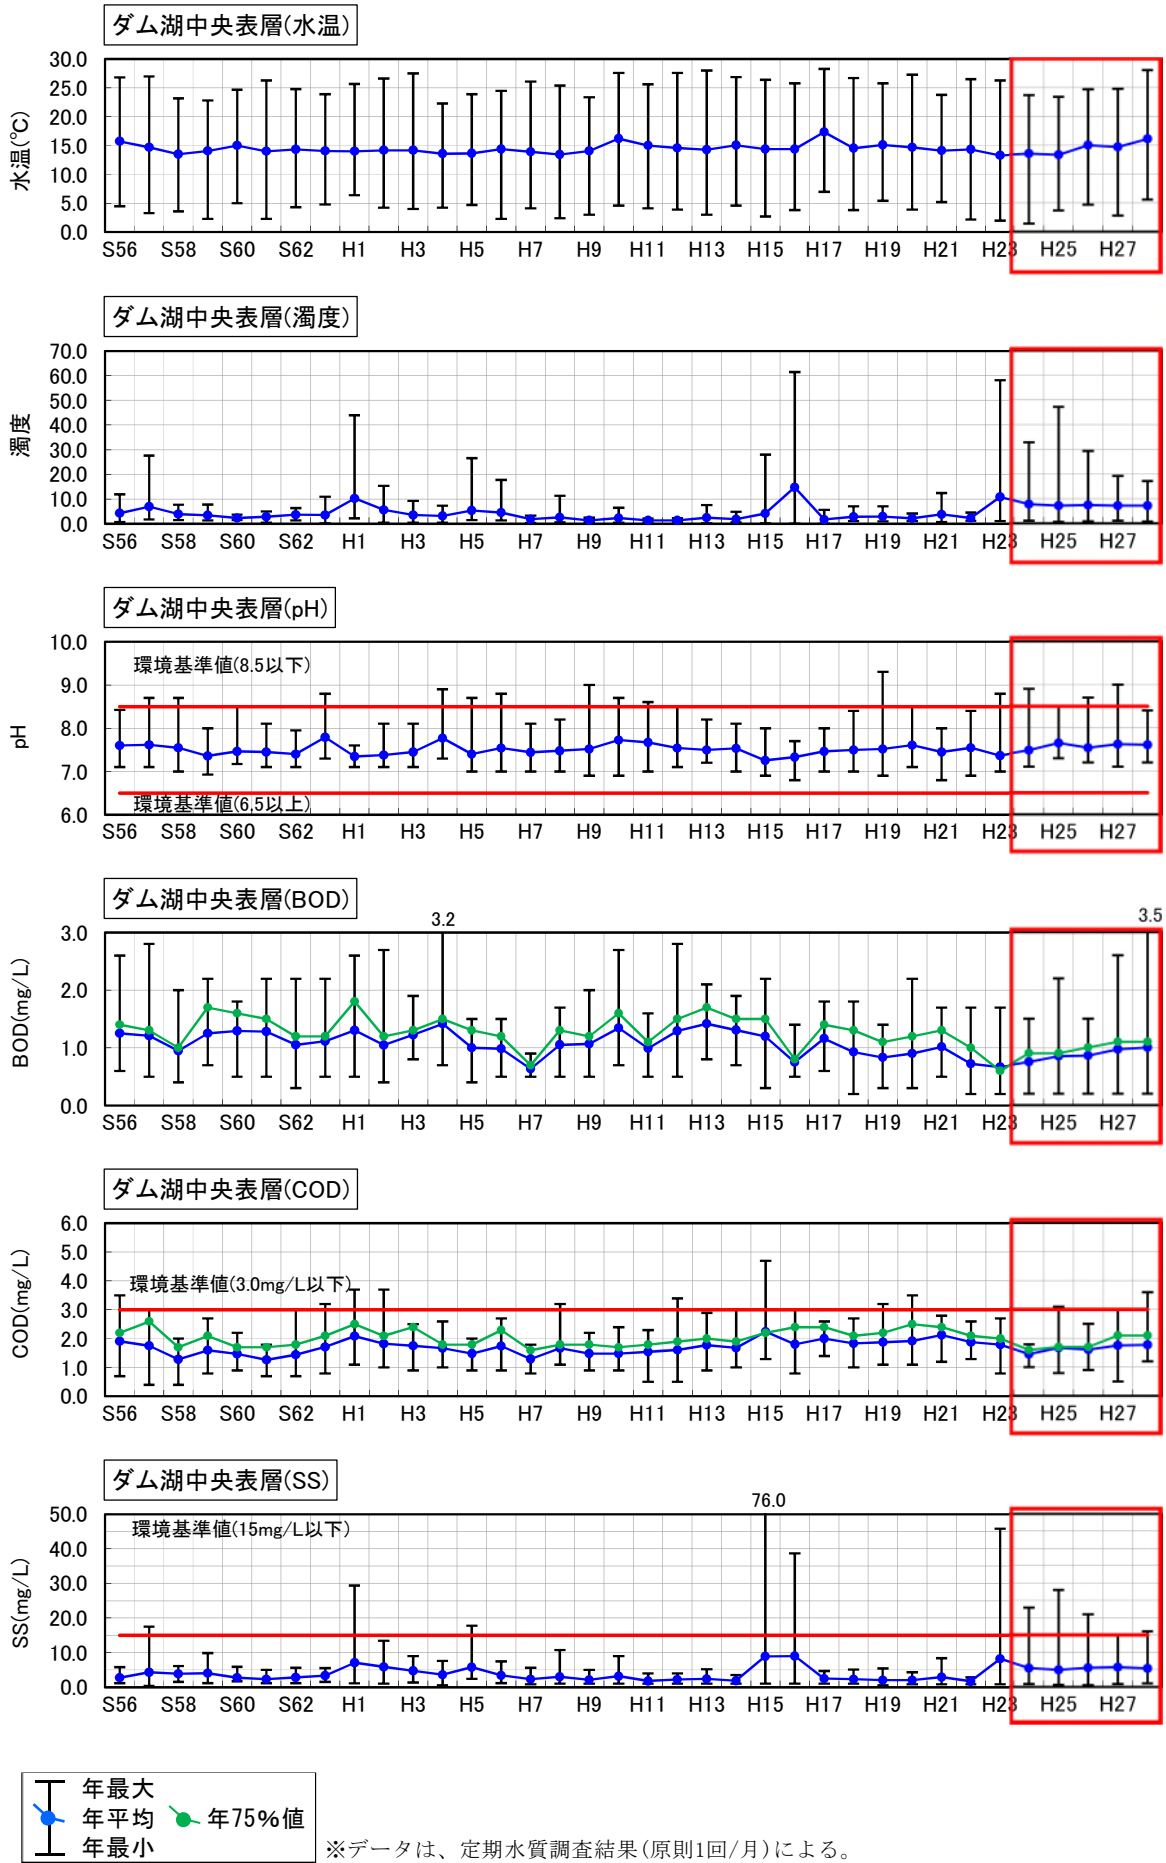 ダム湖中央表層(水温)
30.0
25.0
20.0
15.0
10.0
5.0
0.0
水温(℃)
S56 S58 S60 S62 H1 H3 H5 H7 H9 H11 H13 H15 H17 H19 H21 H23 H25 H27
ダム湖中央表層(濁度)
70.0
60.0
50.0
40.0
30.0
20.0
10.0
0.0
濁度
S56 S58 S60 S62 H1 H3 H5 H7 H9 H11 H13 H15 H17 H19 H21 H23 H25 H27
ダム湖中央表層(pH)
10.0
9.0
8.0
7.0
6.0
pH
環境基準値(8.5以下)
環境基準値(6.5以上)
S56 S58 S60 S62 H1 H3 H5 H7 H9 H11 H13 H15 H17 H19 H21 H23 H25 H27
ダム湖中央表層(BOD)
3.2
3.5
3.0
2.0
1.0
0.0
BOD(mg/L)
S56 S58 S60 S62 H1 H3 H5 H7 H9 H11 H13 H15 H17 H19 H21 H23 H25 H27
ダム湖中央表層(COD)
6.0
5.0
4.0
3.0
2.0
1.0
0.0
COD(mg/L)
環境基準値(3.0mg/L以下)
S56 S58 S60 S62 H1 H3 H5 H7 H9 H11 H13 H15 H17 H19 H21 H23 H25 H27
ダム湖中央表層(SS)
76.0
50.0
40.0
30.0
20.0
10.0
0.0
SS(mg/L)
環境基準値(15mg/L以下)
S56 S58 S60 S62 H1 H3 H5 H7 H9 H11 H13 H15 H17 H19 H21 H23 H25 H27
年最大
年平均 年75%値
年最小
※データは、定期水質調査結果(原則1回/月)による。